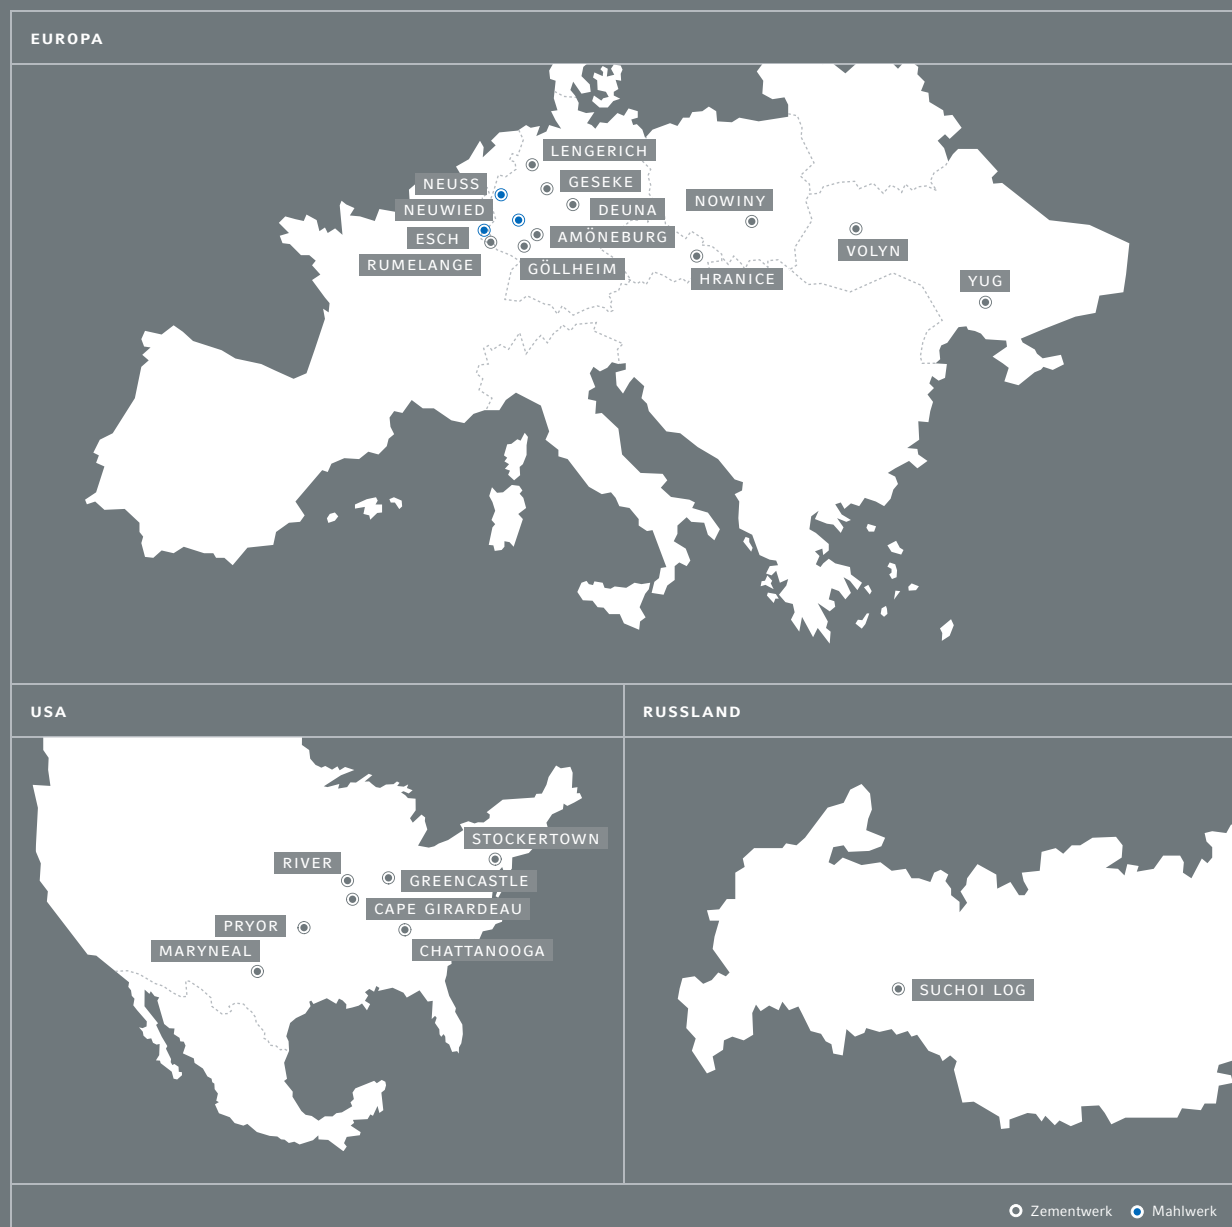 EUROPA
LENGERICH
NEUSS
GESEKE
NEUWIED
DEUNA
NOWINY
ESCH
AMÖNEBURG
VOLYN
RUMELANGE
GÖLLHEIM
HRANICE
YUG
USA
STOCKERTOWN
RIVER
GREENCASTLE
CAPE GIRARDEAU
PRYOR
MARYNEAL
CHATTANOOGA
RUSSLAND
SUCHOI LOG
Zementwerk
Mahlwerk